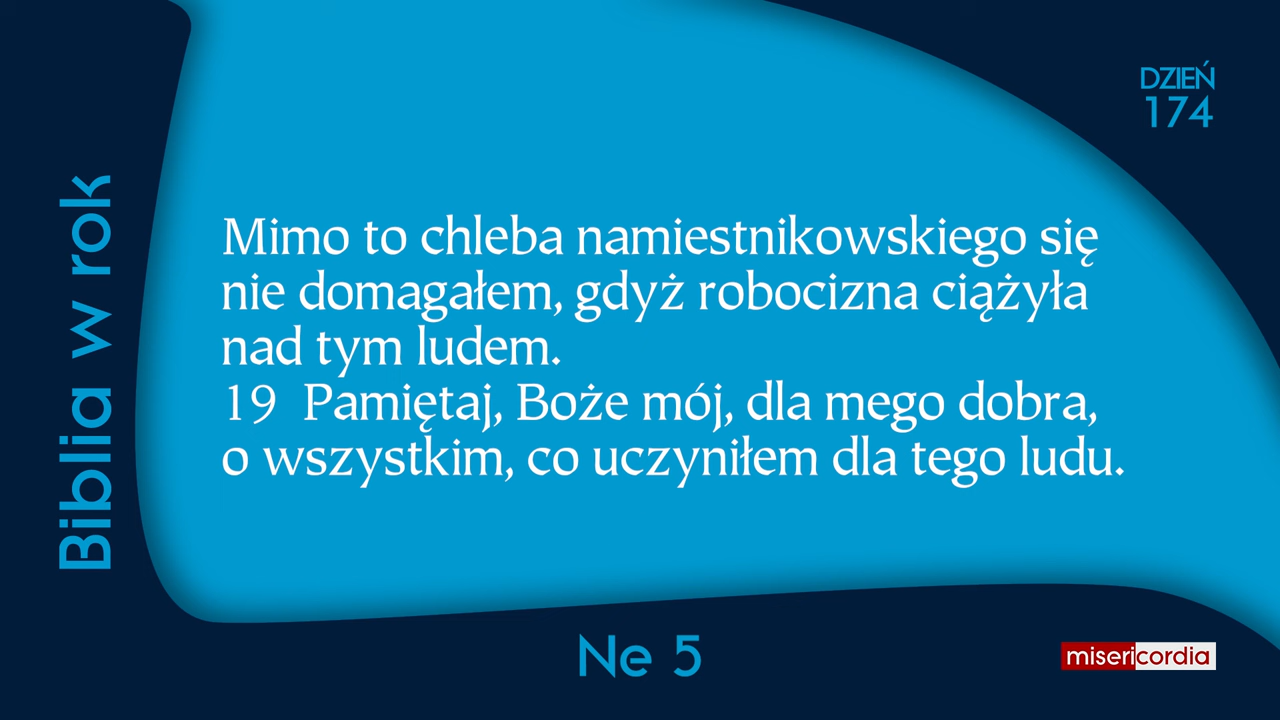 DZIEŃ
174
Biblia w rok
Mimo to chleba namiestnikowskiego się
nie domagałem, gdyż robocizna ciążyła
nad tym ludem.
19 Pamiętaj, Boże mój, dla mego dobra,
o wszystkim, co uczyniłem dla tego ludu.
Ne 5
misericordia